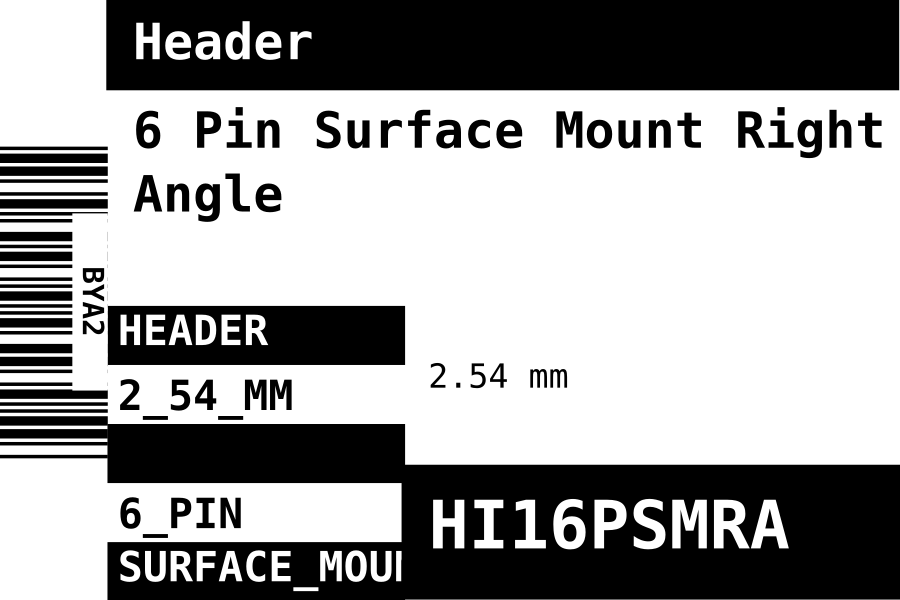 Header
6 Pin Surface Mount Right
Angle
BYA2
HEADER
2_54_MM
2.54 mm
6_PIN
HI16PSMRA